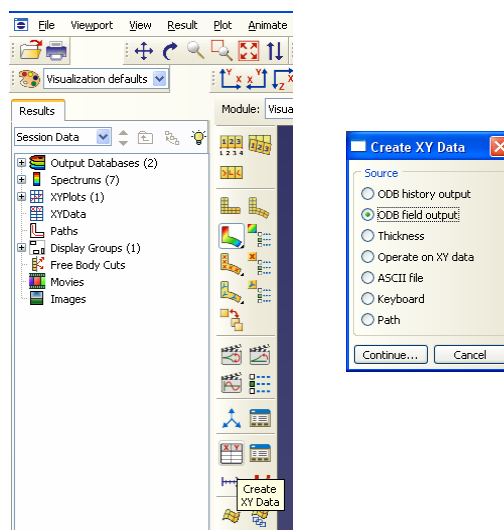 File Viewport View Result Plot Animate
Visualization defaults
Results
Module: Visua
Session Data
Output Databases (2)
Spectrums (7)
XYPlots (1)
XYData
Paths
Display Groups (1)
Free Body Cuts
Movies
Images
Create
XY Data
Create XY Data
Source
ODB history output
ODB field output
Thickness
Operate on XY data
ASCII file
Keyboard
Path
Continue... Cancel